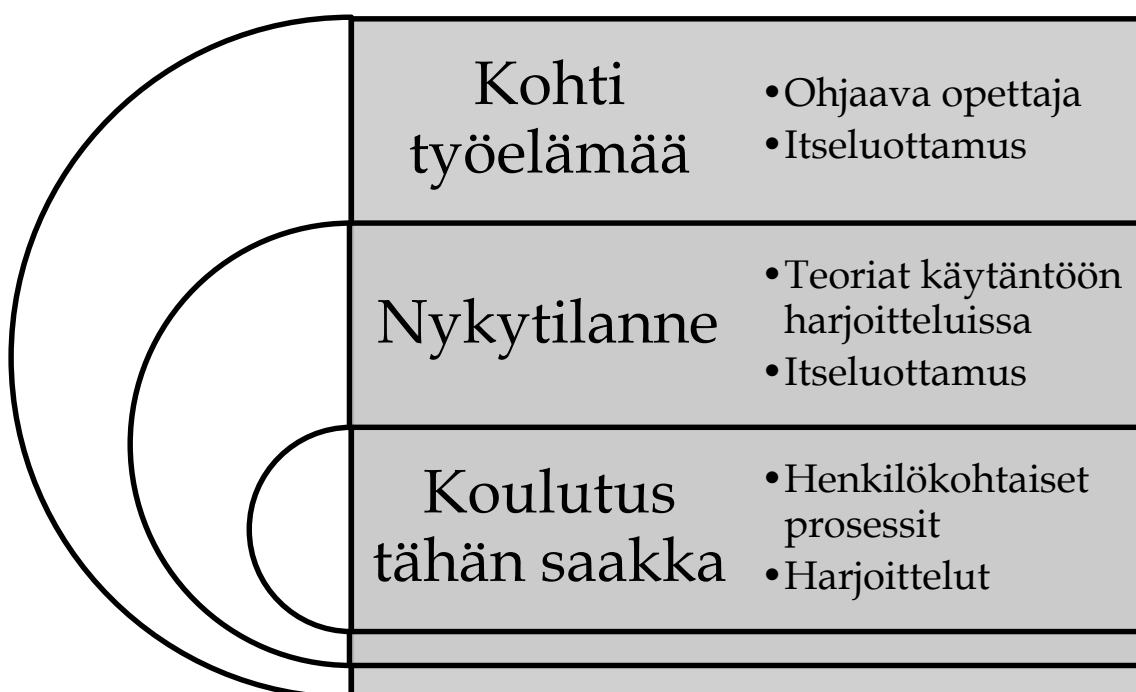 Kohti
työelämää
•Ohjaava opettaja
•Itseluottamus
Nykytilanne
•Teoriat käytäntöön
harjoitteluissa
•Itseluottamus
Koulutus
tähän saakka
•Henkilökohtaiset
prosessit
•Harjoittelut